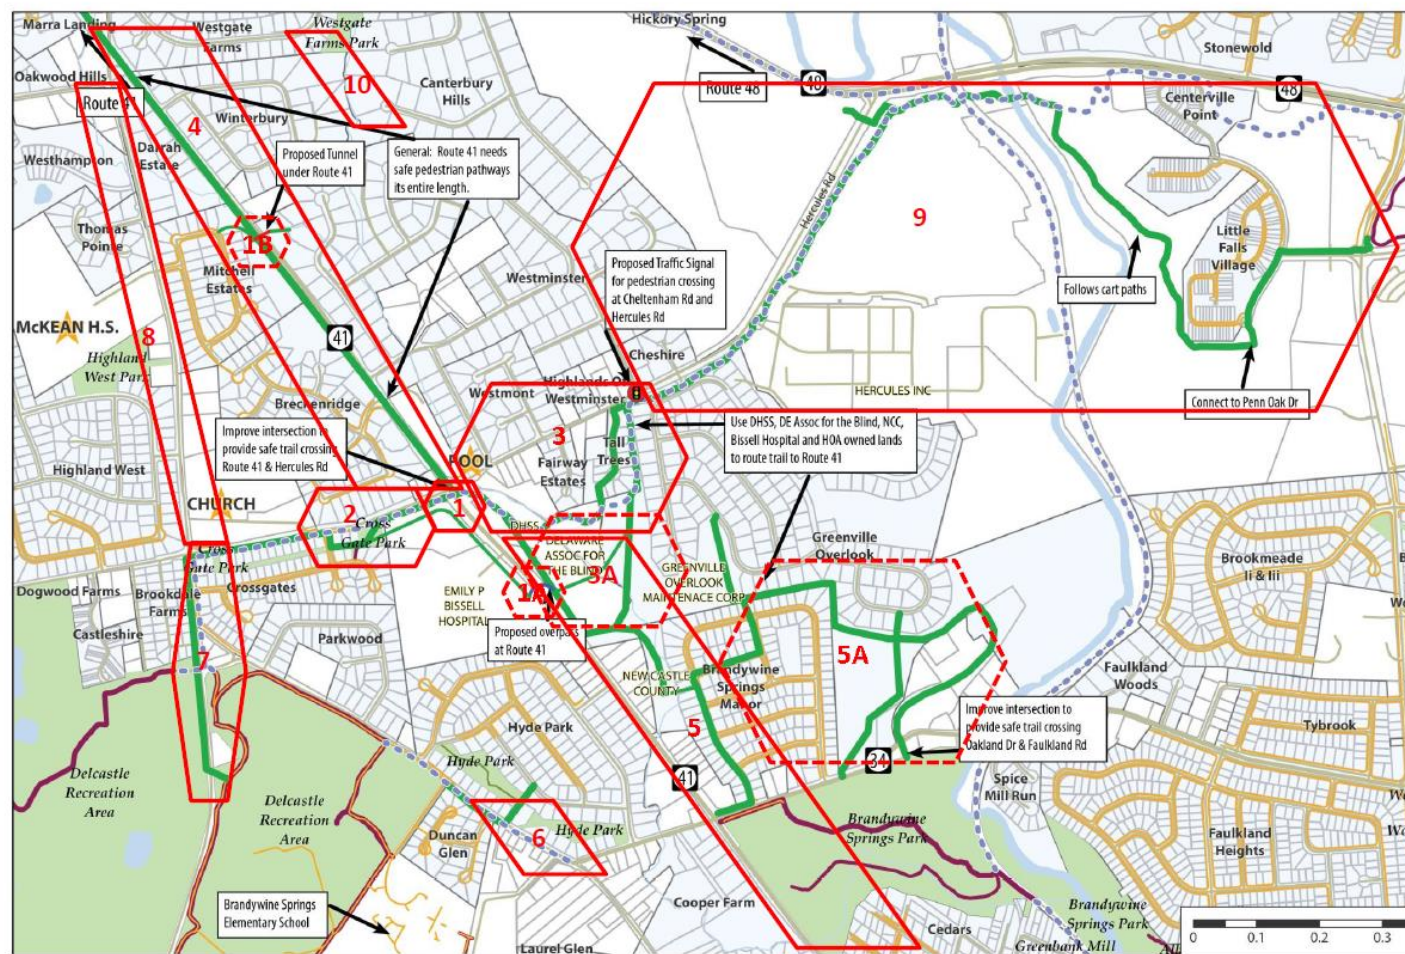 Marra Landing
Westgate
Farms
Westgate
Farms Park
Hickory Spring
Stonewold
Oakwood Hills
Route 41
10
Canterbury
Hills
Route 48
48
48
Centerville
Point
4
Winterbury
Darrah
Estate
Westhampton
Proposed Tunnel
under Route 41
General: Route 41 needs
safe pedestrian pathways
its entire length.
Hercules Rd
9
Thomas
Pointe
1B
Mitchell
Estates
Westminster
Proposed Traffic Signal
for pedestrian crossing
at Cheltenham Rd and
Hercules Rd
Little
Falls
Village
Follows cart paths
McKEAN H.S.
8
Highland
West Park
41
Cheshire
Highlands Of
Westminster
HERCULES INC
Connect to Penn Oak Dr
Breckenridge
Westmont
Improve intersection to
provide safe trail crossing
Route 41 & Hercules Rd
3
Tall
Trees
Fairway
Estates
Use DHSS, DE Assoc for the Blind, NCC,
Bissell Hospital and HOA owned lands
to route trail to Route 41
POOL
Highland West
CHURCH
2
Cross
Gate Park
1
DHSS
DELAWARE
ASSOC FOR
THE BLIND
3A
Greenville
Overlook
Cross
Gate Park
Crossgates
Brookmeade
Ii & Iii
GREENVILLE
OVERLOOK
MAINTENACE CORP
Dogwood Farms
Brookdale
Farms
EMILY P
BISSELL
HOSPITAL
1A
Castleshire
Parkwood
Proposed overpass
at Route 41
7
5A
NEW CASTLE
COUNTY
Brandywine
Springs
Manor
Faulkland
Woods
5
Hyde Park
Improve intersection to
provide safe trail crossing
Oakland Dr & Faulkland Rd
Tybrook
34
41
Hyde Park
Delcastle
Recreation
Area
Delcastle
Recreation
Area
Spice
Mill Run
6
Hyde Park
Duncan
Glen
Brandywine
Springs Park
Faulkland
Heights
Brandywine Springs
Elementary School
Cooper Farm
Cedars
Brandywine
Springs Park
Laurel Glen
Greenbank Mill
0 0.1 0.2 0.3